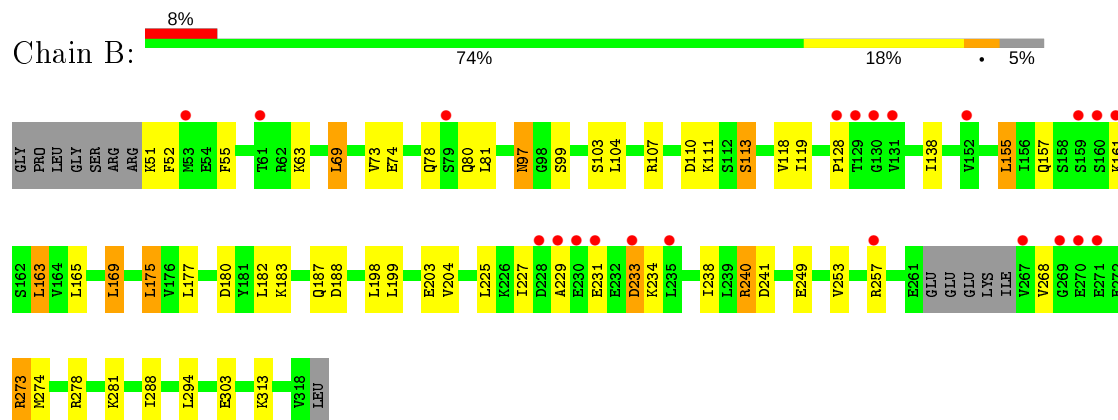 8%
Chain B:
74% 18% • 5%
GLY PRO LEU GLY SER ARG ARG K51 F52 M53 E54 F55 T61 R62 K63 L69 V73 E74 Q78 S79 Q80 L81 N97 G98 S99 S103 L104 R107 D110 K111 S112 S113 V118 I119 P128 T129 G130 V131 I138 V152 L155 I156 Q157 S158 S159 S160 K161
S162 L163 V164 L165 L169 L175 V176 L177 D180 Y181 L182 K183 Q187 D188 L198 L199 E203 V204 L225 K226 I227 D228 A229 E230 E231 E232 D233 K234 L235 I238 L239 R240 D241 E249 V253 R257 E261 GLU GLU GLU LYS ILE V267 V268 G269 E270 E271
R273 M274 R278 K281 I288 L294 E303 K313 V318 LEU